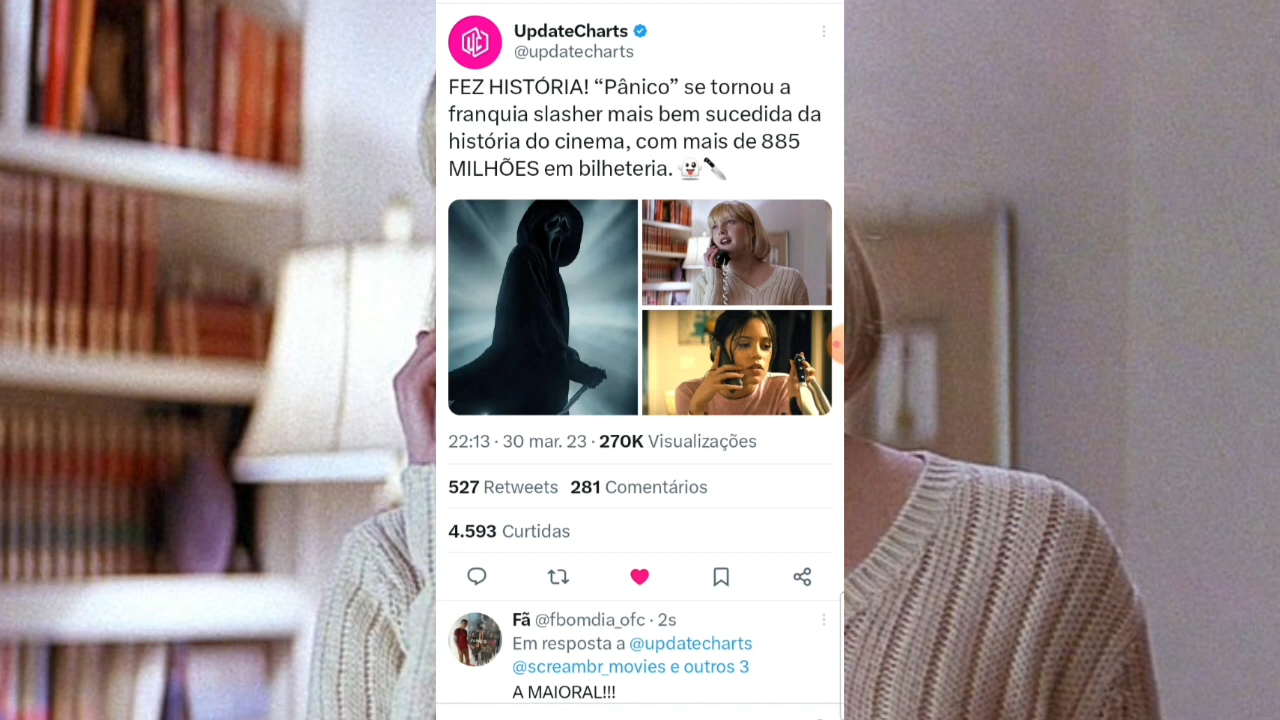 UpdateCharts
@updatecharts
FEZ HISTÓRIA! “Pânico” se tornou a
franquia slasher mais bem sucedida da
história do cinema, com mais de 885
MILHÕES em bilheteria. 👻🔪
22:13 · 30 mar. 23 · 270K Visualizações
527 Retweets 281 Comentários
4.593 Curtidas
Fã @fbomdia_ofc · 2s
Em resposta a @updatecharts
@screambr_movies e outros 3
A MAIORAL!!!